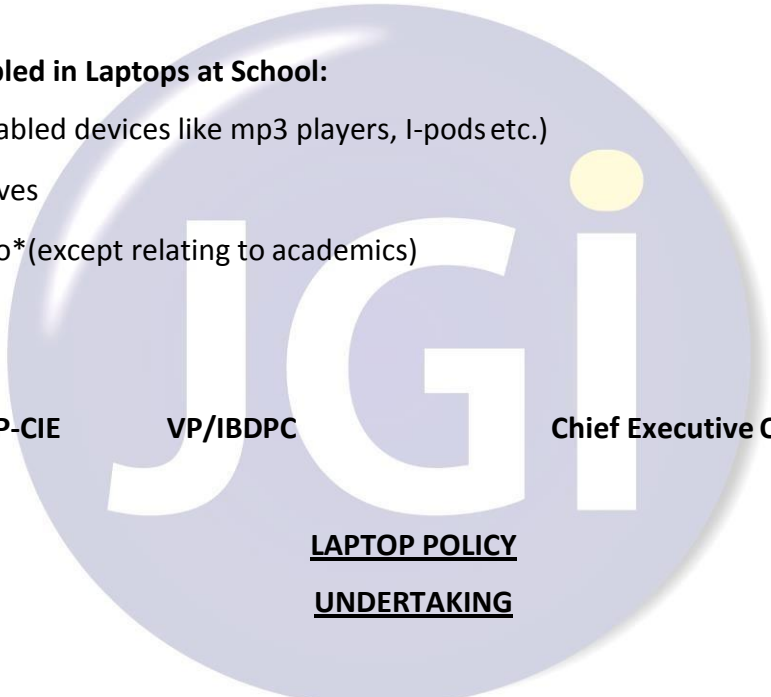 bled in Laptops at School:
abled devices like mp3 players, I-pods etc.)
ves
o*(except relating to academics)
P-CIE VP/IBDPC Chief Executive O
JGi
LAPTOP POLICY
UNDERTAKING